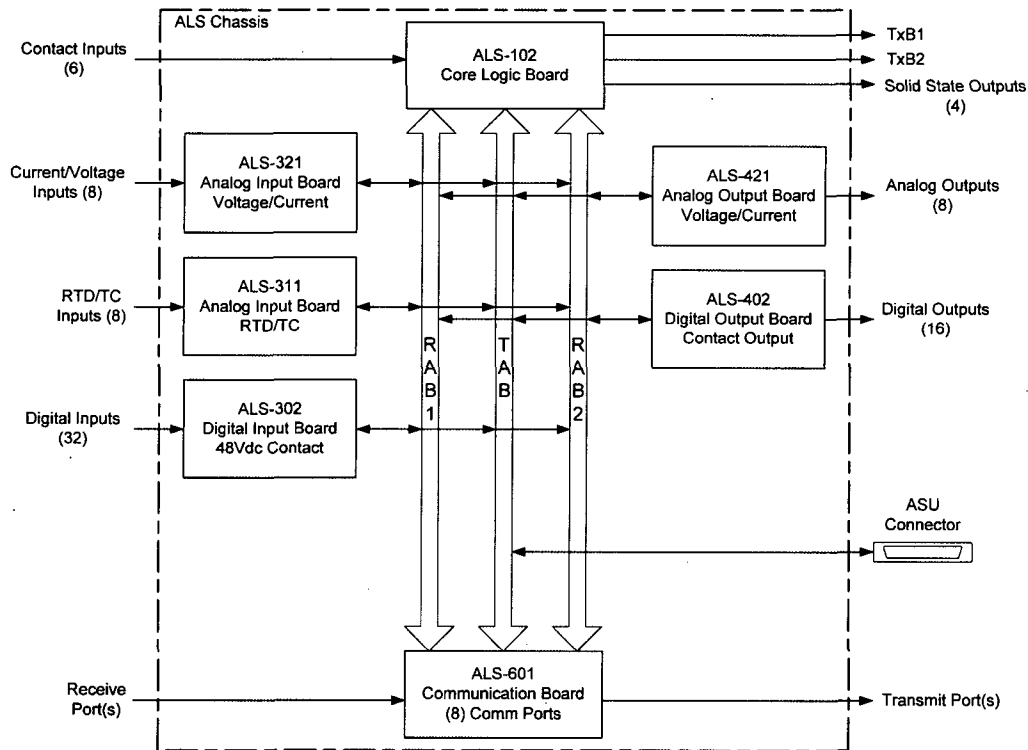 ALS Chassis
Contact Inputs
(6)
ALS-102
Core Logic Board
TxB1
TxB2
Solid State Outputs
(4)
Current/Voltage
Inputs (8)
ALS-321
Analog Input Board
Voltage/Current
ALS-421
Analog Output Board
Voltage/Current
Analog Outputs
(8)
RTD/TC
Inputs (8)
ALS-311
Analog Input Board
RTD/TC
ALS-402
Digital Output Board
Contact Output
Digital Outputs
(16)
RAB1
TAB
RAB2
Digital Inputs
(32)
ALS-302
Digital Input Board
48Vdc Contact
ASU
Connector
Receive
Port(s)
ALS-601
Communication Board
(8) Comm Ports
Transmit Port(s)